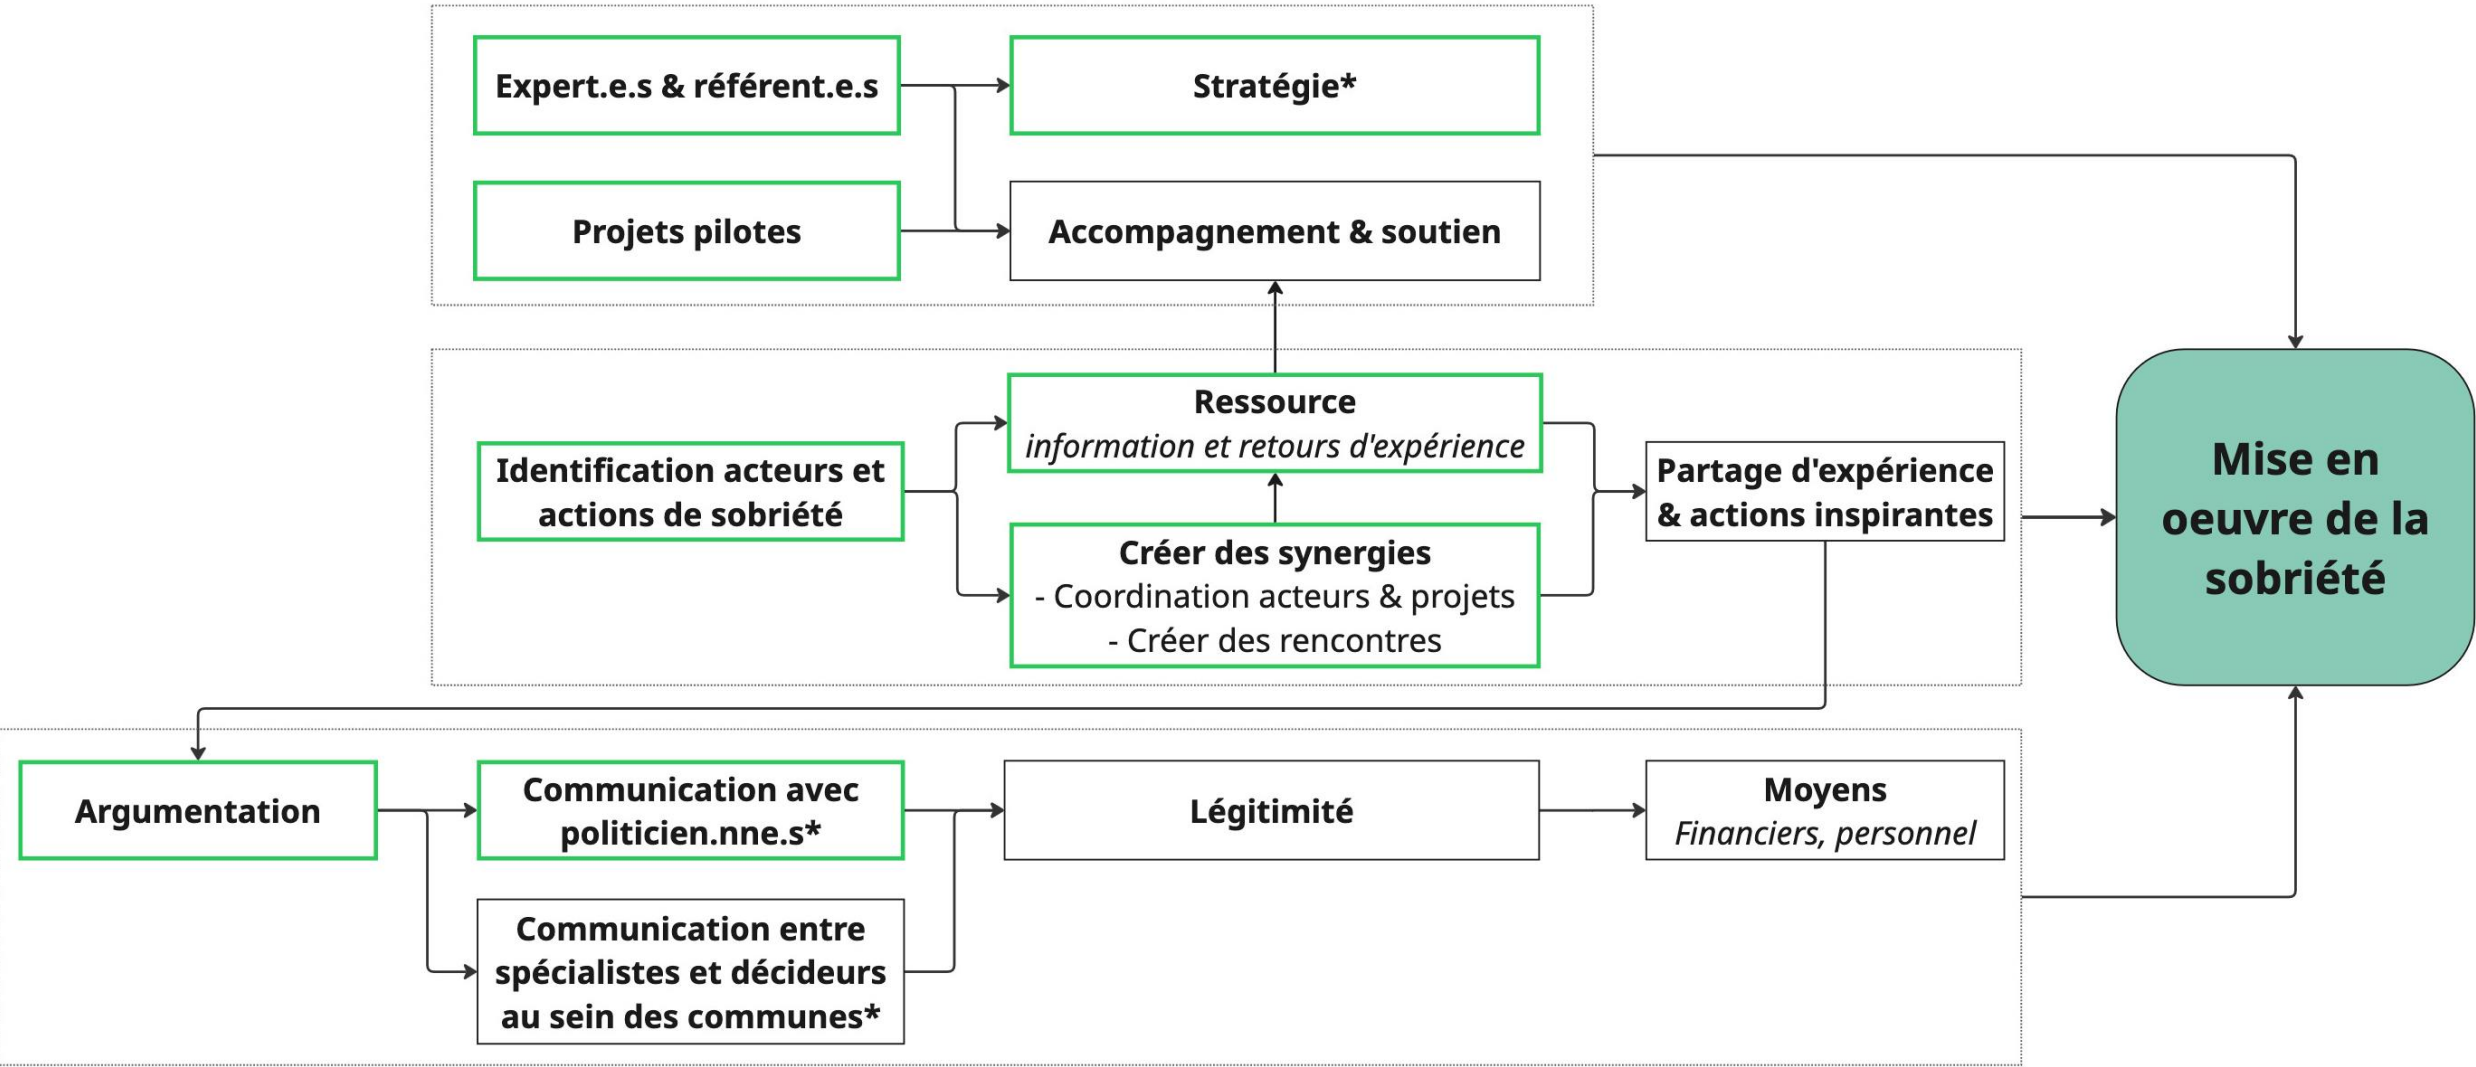 Expert.e.s & référent.e.s
Stratégie*
Projets pilotes
Accompagnement & soutien
Ressource
information et retours d'expérience
Identification acteurs et
actions de sobriété
Créer des synergies
- Coordination acteurs & projets
- Créer des rencontres
Partage d'expérience
& actions inspirantes
Mise en
oeuvre de la
sobriété
Argumentation
Communication avec
politicien.nne.s*
Légitimité
Moyens
Financiers, personnel
Communication entre
spécialistes et décideurs
au sein des communes*